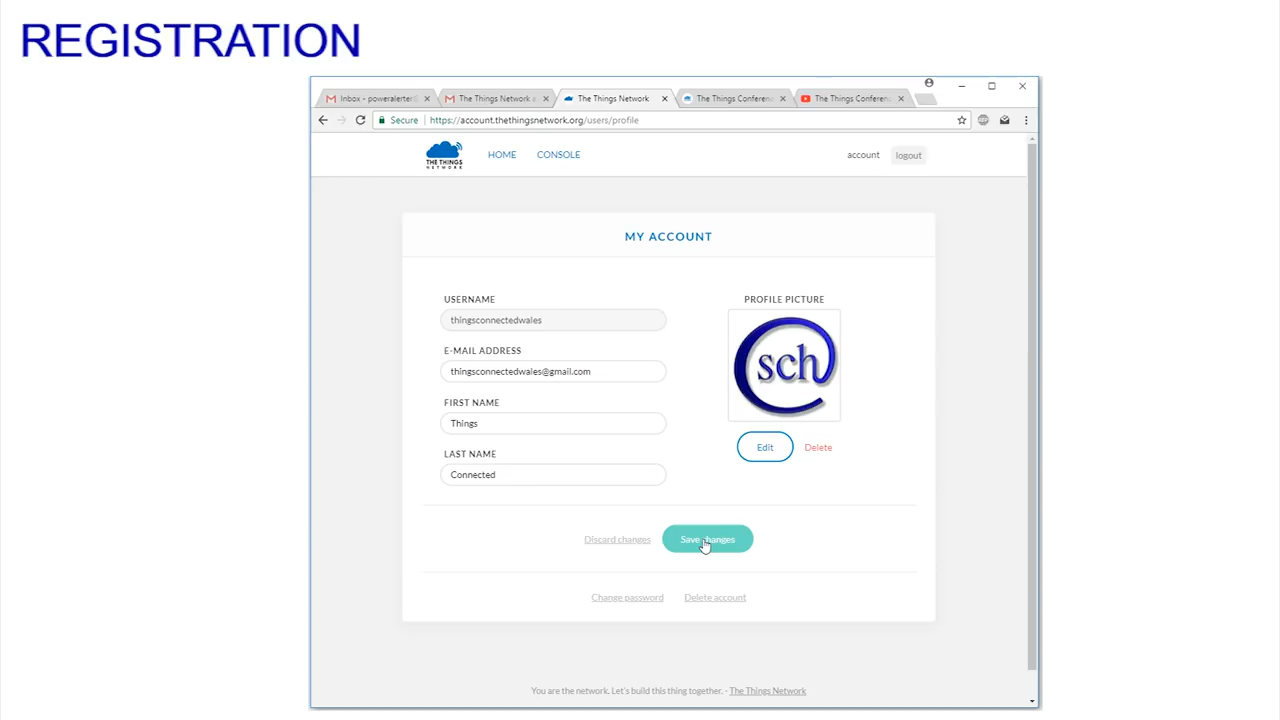 REGISTRATION
Inbox - poweralerter@
The Things Network a
The Things Network
The Things Conferenc
The Things Conferenc
Secure | https://account.thethingsnetwork.org/users/profile
THE THINGS
NETWORK
HOME
CONSOLE
account
logout
MY ACCOUNT
USERNAME
thingsconnectedwales
E-MAIL ADDRESS
thingsconnectedwales@gmail.com
FIRST NAME
Things
LAST NAME
Connected
PROFILE PICTURE
sch
Edit
Delete
Discard changes
Save changes
Change password
Delete account
You are the network. Let's build this thing together. - The Things Network